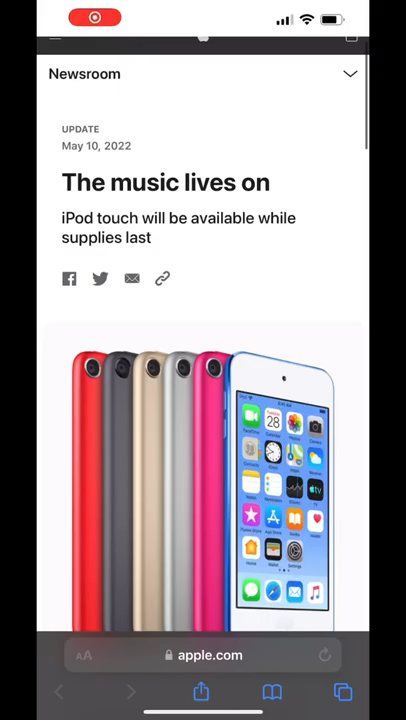 Newsroom
UPDATE
May 10, 2022
The music lives on
iPod touch will be available while
supplies last
AA
apple.com